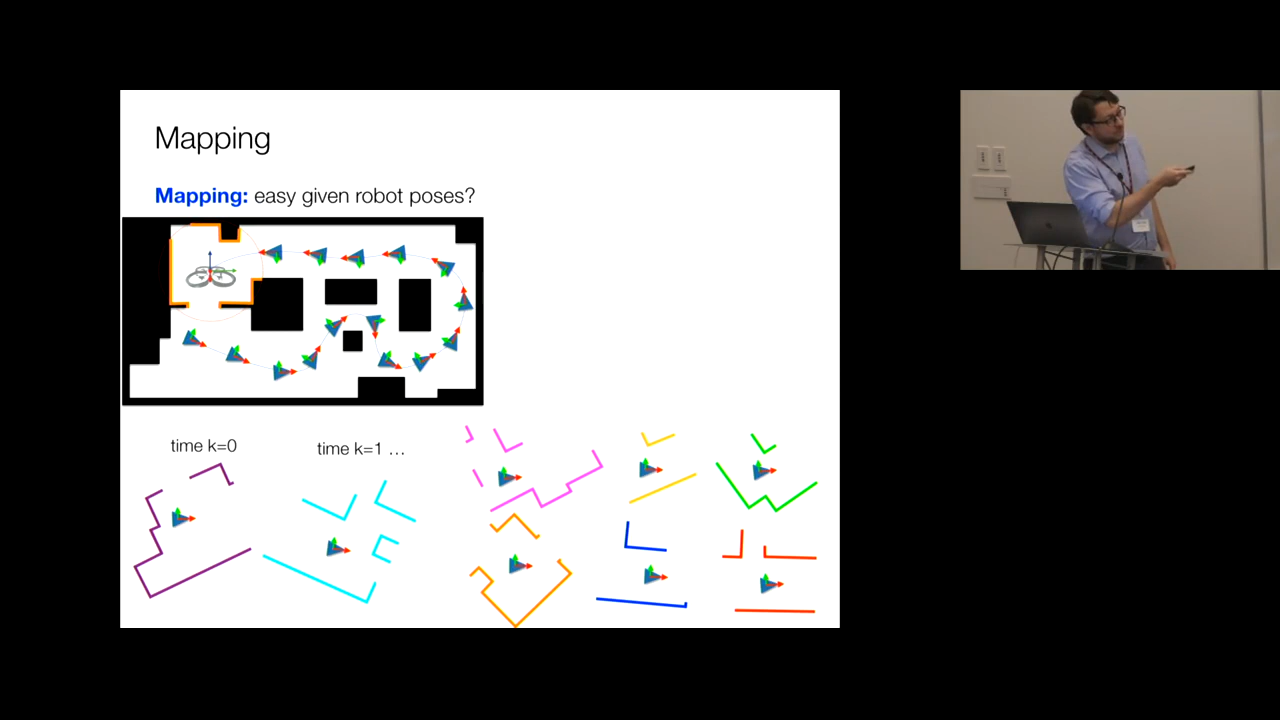 Mapping
Mapping: easy given robot poses?
time k=0
time k=1 …